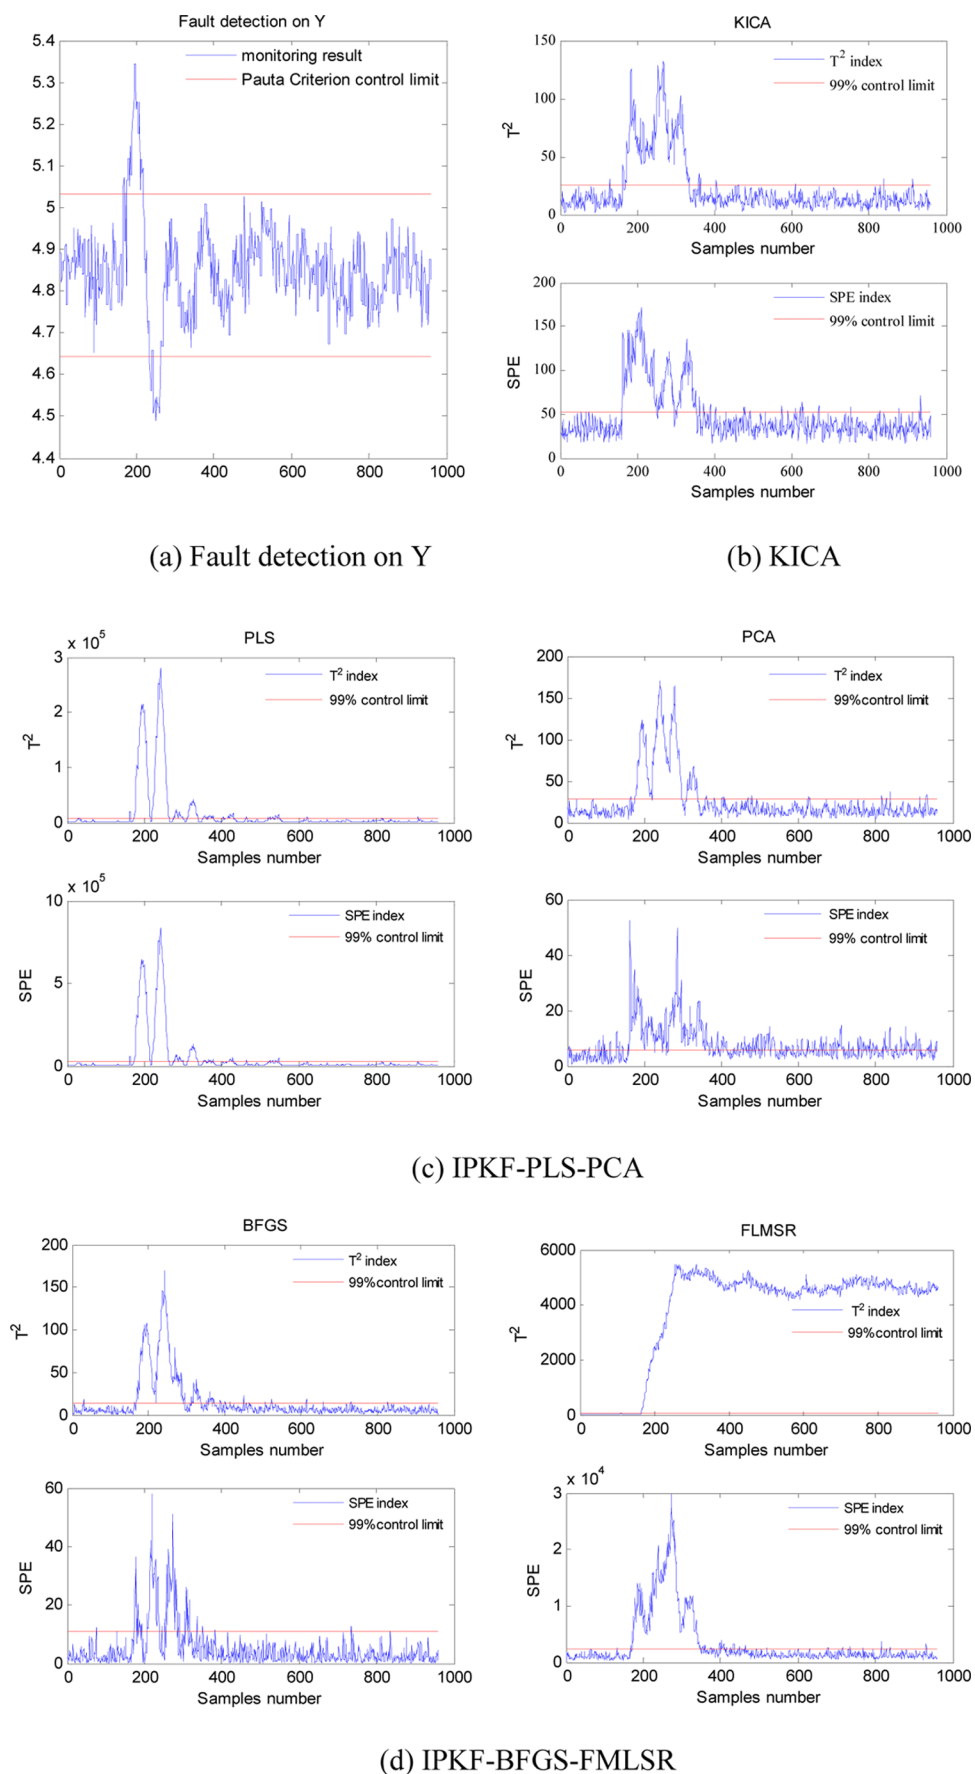 Fault detection on Y
5.4
5.3
5.2
5.1
5
4.9
4.8
4.7
4.6
4.5
4.4
monitoring result
Pauta Criterion control limit
0 200 400 600 800 1000
Samples number
KICA
T²
150
100
50
0
T² index
99% control limit
0 200 400 600 800 1000
Samples number
SPE
200
150
100
50
0
SPE index
99% control limit
0 200 400 600 800 1000
Samples number
(a) Fault detection on Y
(b) KICA
PLS
x 10⁵
T²
3
2
1
0
T² index
99% control limit
0 200 400 600 800 1000
Samples number
x 10⁵
SPE
10
5
0
SPE index
99% control limit
0 200 400 600 800 1000
Samples number
PCA
T²
200
150
100
50
0
T² index
99%control limit
0 200 400 600 800 1000
Samples number
SPE
60
40
20
0
SPE index
99% control limit
0 200 400 600 800 1000
Samples number
(c) IPKF-PLS-PCA
BFGS
T²
200
150
100
50
0
T² index
99%control limit
0 200 400 600 800 1000
Samples number
SPE
60
40
20
0
SPE index
99%control limit
0 200 400 600 800 1000
Samples number
FLMSR
T²
6000
4000
2000
0
T² index
99%control limit
0 200 400 600 800 1000
Samples number
x 10⁴
SPE
3
2
1
0
SPE index
99% control limit
0 200 400 600 800 1000
Samples number
(d) IPKF-BFGS-FMLSR